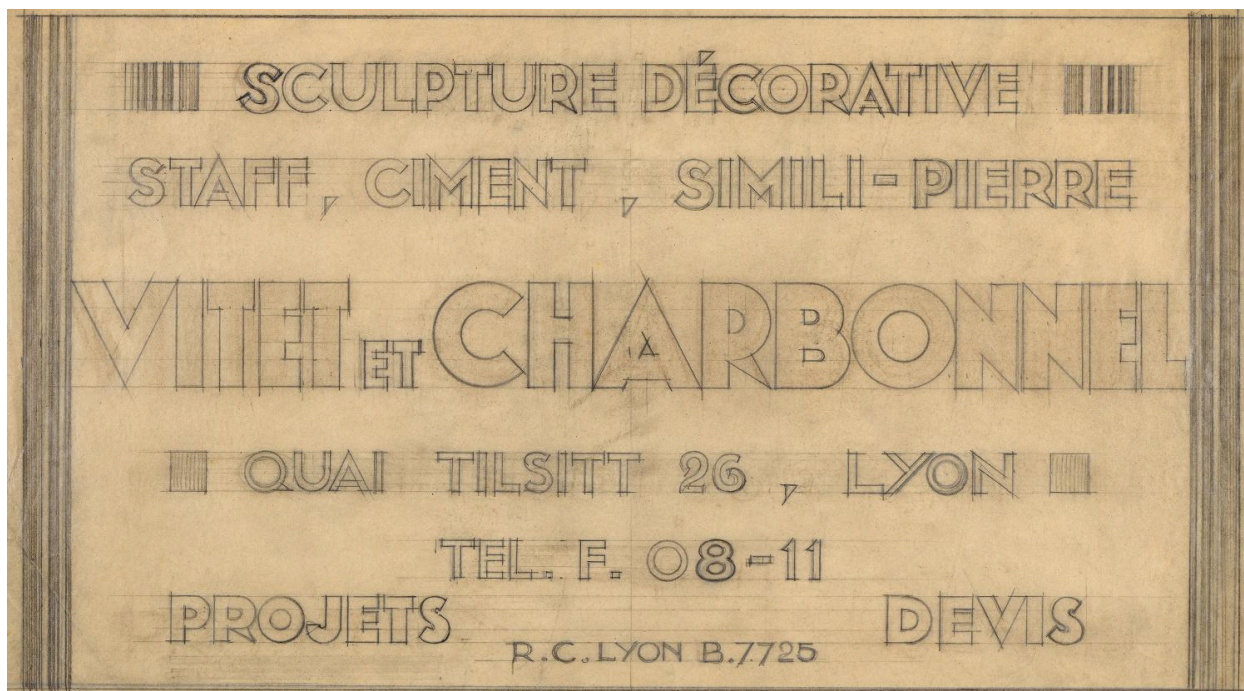 SCULPTURE DÉCORATIVE
STAFF, CIMENT, SIMILI-PIERRE
VITET ET CHARBONNEL
QUAI TILSITT 26, LYON
TEL. F. 08-11
PROJETS DEVIS
R.C. LYON B.7725